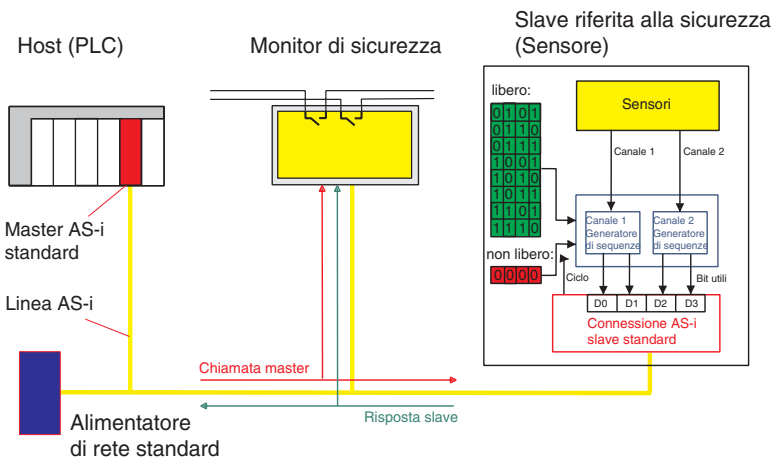 Host (PLC)
Monitor di sicurezza
Slave riferita alla sicurezza
(Sensore)
libero:
0101
0110
0111
1001
1010
1011
1101
1110
non libero:
0000
Sensori
Canale 1
Canale 2
Canale 1
Generatore
di sequenze
Canale 2
Generatore
di sequenze
Ciclo
Bit utili
D0 D1 D2 D3
Connessione AS-i
slave standard
Master AS-i
standard
Linea AS-i
Chiamata master
Risposta slave
Alimentatore
di rete standard